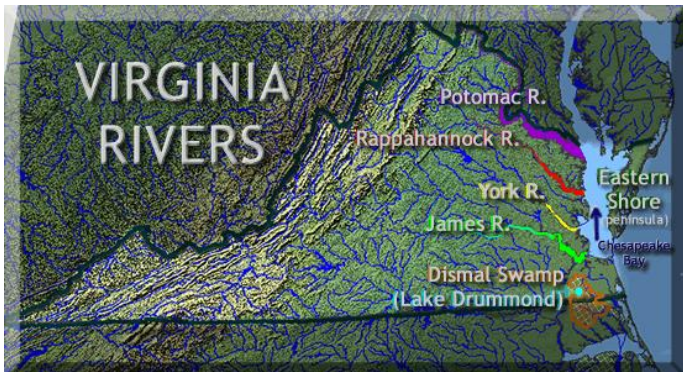 VIRGINIA
RIVERS
Potomac R.
Rappahannock R.
York R.
Eastern
Shore
(peninsula)
James R.
Chesapeake
Bay
Dismal Swamp
(Lake Drummond)